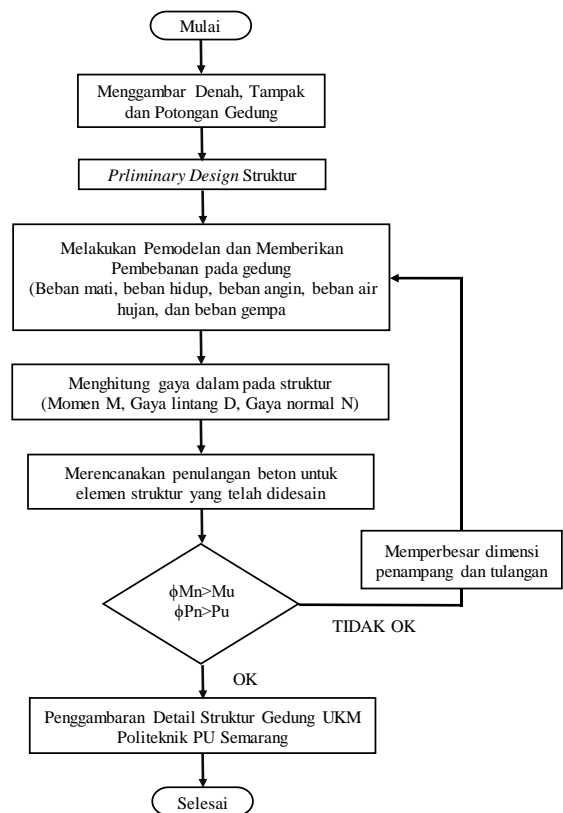 Mulai
Menggambar Denah, Tampak
dan Potongan Gedung
Prliminary Design Struktur
Melakukan Pemodelan dan Memberikan
Pembebanan pada gedung
(Beban mati, beban hidup, beban angin, beban air
hujan, dan beban gempa
Menghitung gaya dalam pada struktur
(Momen M, Gaya lintang D, Gaya normal N)
Merencanakan penulangan beton untuk
elemen struktur yang telah didesain
Memperbesar dimensi
penampang dan tulangan
ϕMn>Mu
ϕPn>Pu
TIDAK OK
OK
Penggambaran Detail Struktur Gedung UKM
Politeknik PU Semarang
Selesai